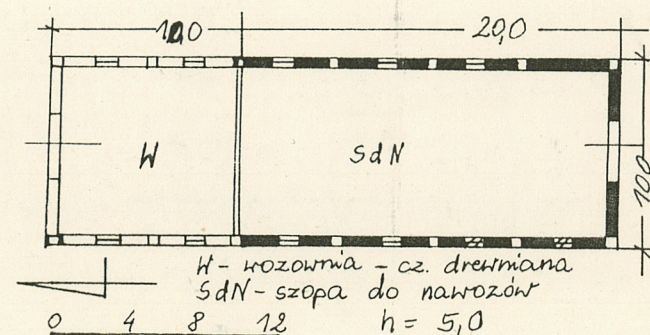 10,0 20,0
W SdN
10,0
W - wozownia - cz. drewniana
SdN - szopa do nawozów
0 4 8 12 h = 5,0